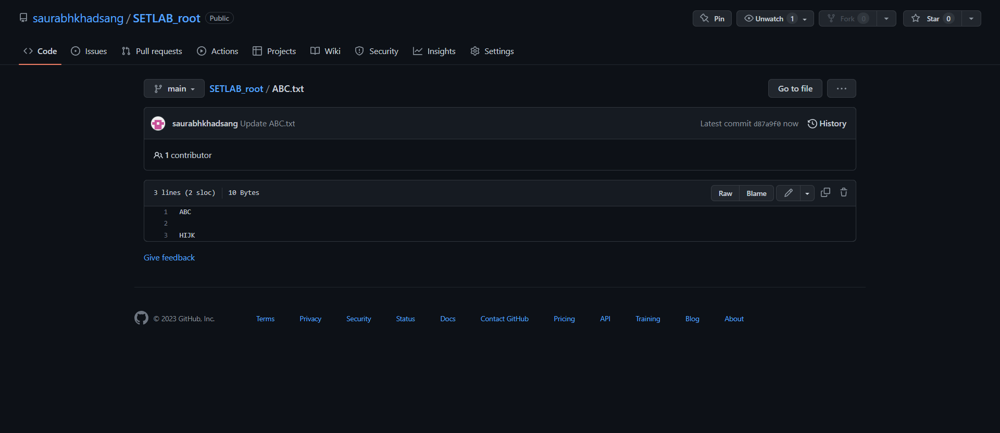 saurabhkhadsang / SETLAB_root Public
Pin Unwatch 1 Fork 0 Star 0
Code Issues Pull requests Actions Projects Wiki Security Insights Settings
main SETLAB_root / ABC.txt Go to file ...
saurabhkhadsang Update ABC.txt Latest commit d87a9f0 now History
1 contributor
3 lines (2 sloc) 10 Bytes Raw Blame
1 ABC
2
3 HIJK
Give feedback
© 2023 GitHub, Inc. Terms Privacy Security Status Docs Contact GitHub Pricing API Training Blog About